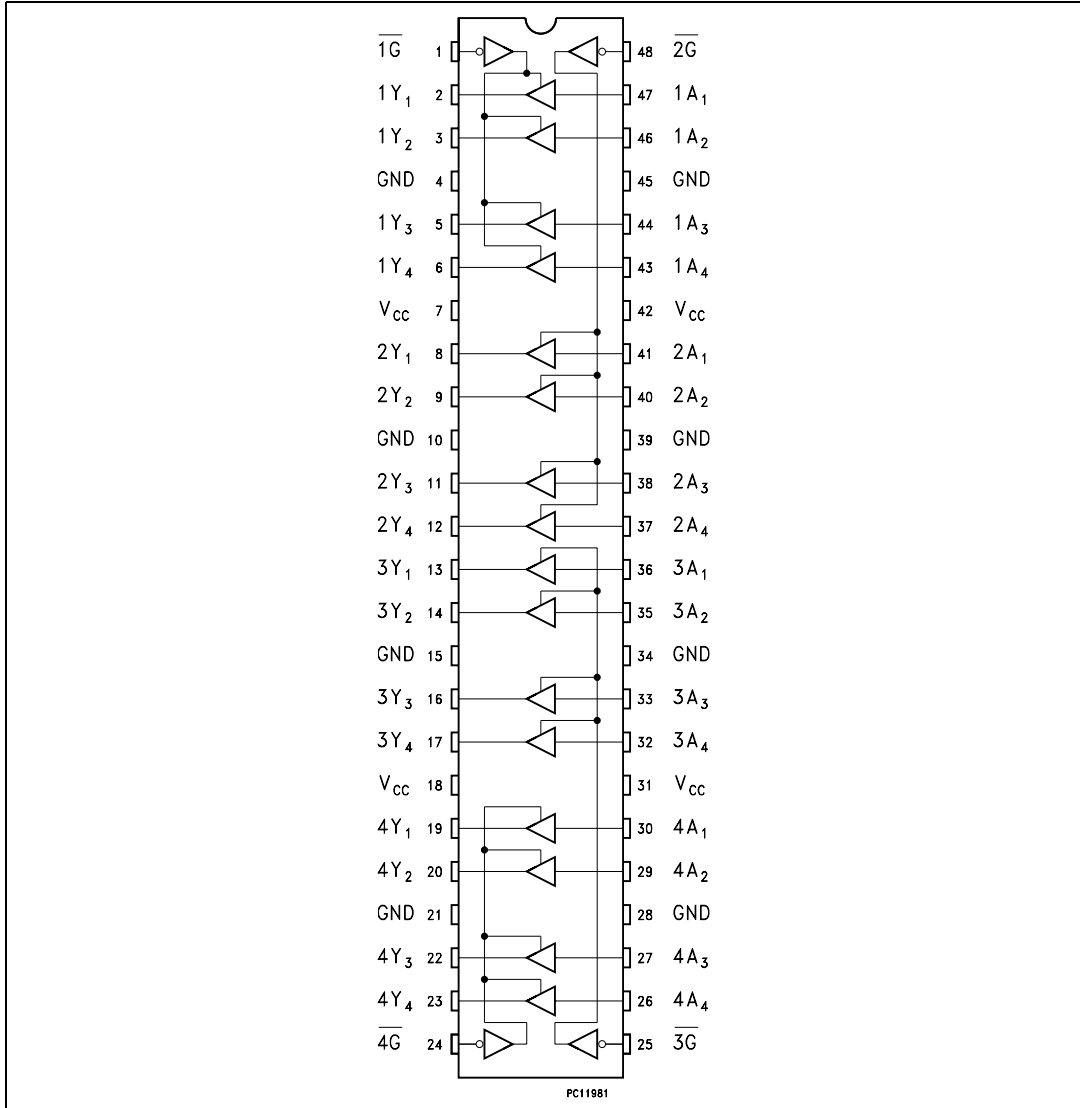 1G 1 48 2G
1Y1 2 47 1A1
1Y2 3 46 1A2
GND 4 45 GND
1Y3 5 44 1A3
1Y4 6 43 1A4
VCC 7 42 VCC
2Y1 8 41 2A1
2Y2 9 40 2A2
GND 10 39 GND
2Y3 11 38 2A3
2Y4 12 37 2A4
3Y1 13 36 3A1
3Y2 14 35 3A2
GND 15 34 GND
3Y3 16 33 3A3
3Y4 17 32 3A4
VCC 18 31 VCC
4Y1 19 30 4A1
4Y2 20 29 4A2
GND 21 28 GND
4Y3 22 27 4A3
4Y4 23 26 4A4
4G 24 25 3G
PC11981